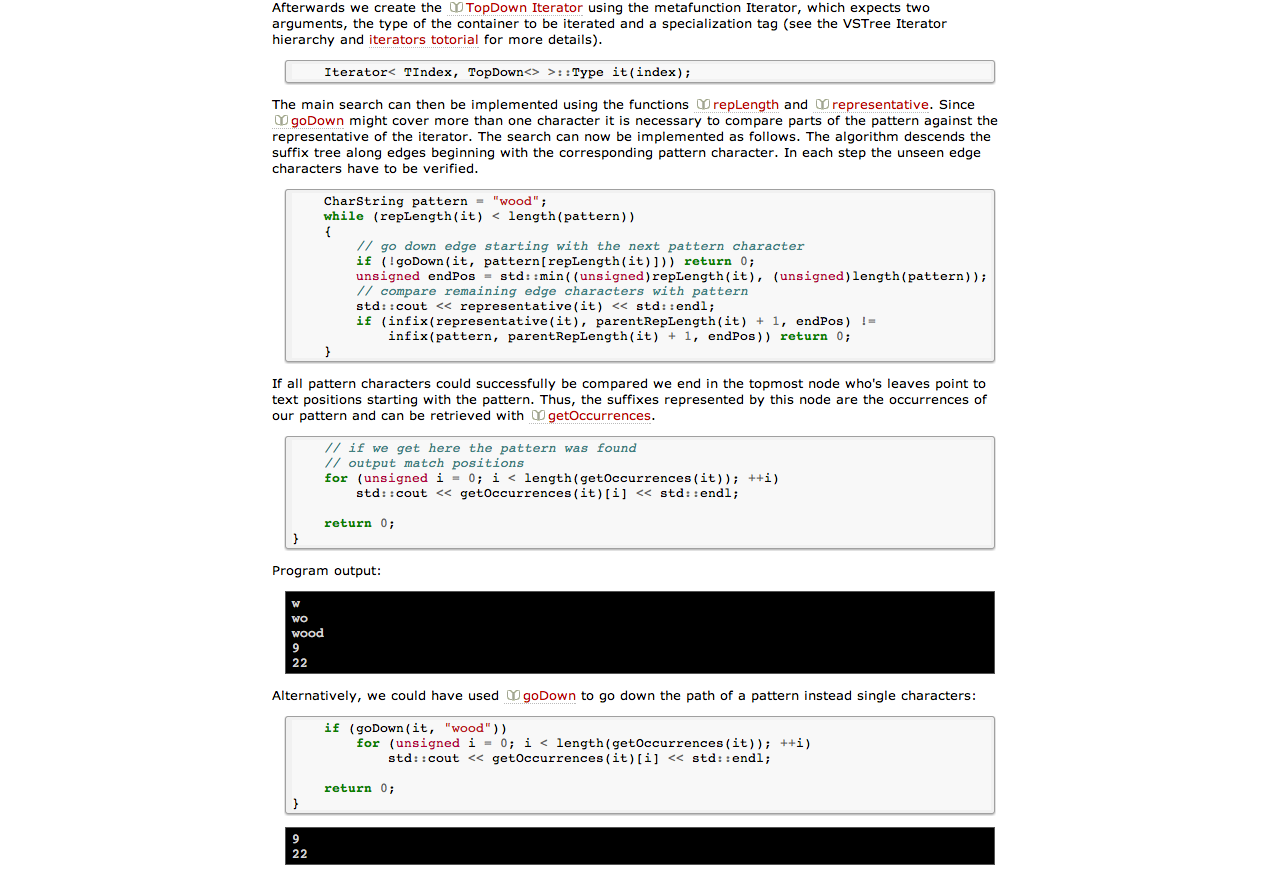 Afterwards we create the TopDown Iterator using the metafunction Iterator, which expects two
arguments, the type of the container to be iterated and a specialization tag (see the VSTree Iterator
hierarchy and iterators totorial for more details).
Iterator< TIndex, TopDown<> >::Type it(index);
The main search can then be implemented using the functions repLength and representative. Since
goDown might cover more than one character it is necessary to compare parts of the pattern against the
representative of the iterator. The search can now be implemented as follows. The algorithm descends the
suffix tree along edges beginning with the corresponding pattern character. In each step the unseen edge
characters have to be verified.
CharString pattern = "wood";
while (repLength(it) < length(pattern))
{
// go down edge starting with the next pattern character
if (!goDown(it, pattern[repLength(it)])) return 0;
unsigned endPos = std::min((unsigned)repLength(it), (unsigned)length(pattern));
// compare remaining edge characters with pattern
std::cout << representative(it) << std::endl;
if (infix(representative(it), parentRepLength(it) + 1, endPos) !=
infix(pattern, parentRepLength(it) + 1, endPos)) return 0;
}
If all pattern characters could successfully be compared we end in the topmost node who's leaves point to
text positions starting with the pattern. Thus, the suffixes represented by this node are the occurrences of
our pattern and can be retrieved with getOccurrences.
// if we get here the pattern was found
// output match positions
for (unsigned i = 0; i < length(getOccurrences(it)); ++i)
std::cout << getOccurrences(it)[i] << std::endl;
return 0;
}
Program output:
w
wo
wood
9
22
Alternatively, we could have used goDown to go down the path of a pattern instead single characters:
if (goDown(it, "wood"))
for (unsigned i = 0; i < length(getOccurrences(it)); ++i)
std::cout << getOccurrences(it)[i] << std::endl;
return 0;
}
9
22